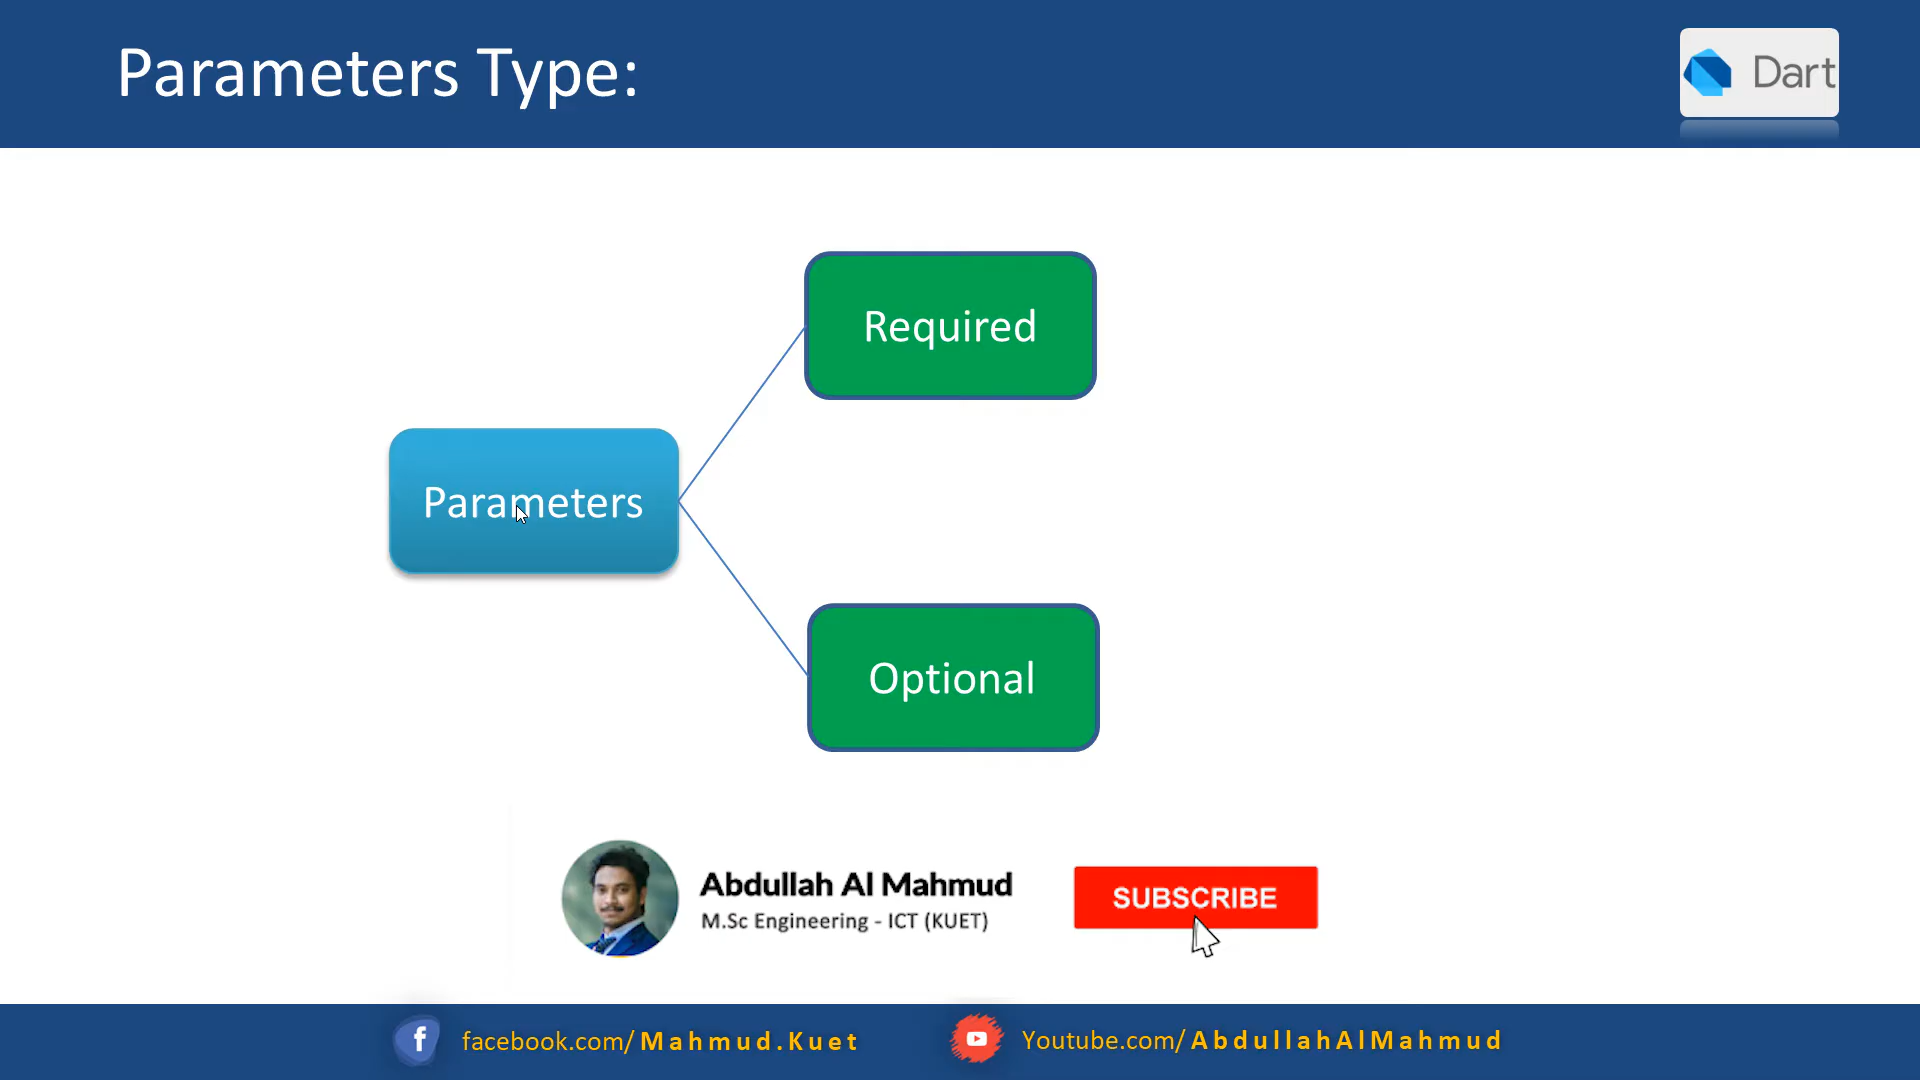 Parameters Type:
Dart
Required
Parameters
Optional
Abdullah Al Mahmud
M.Sc Engineering - ICT (KUET)
SUBSCRIBE
facebook.com/Mahmud.Kuet
Youtube.com/AbdullahAlMahmud